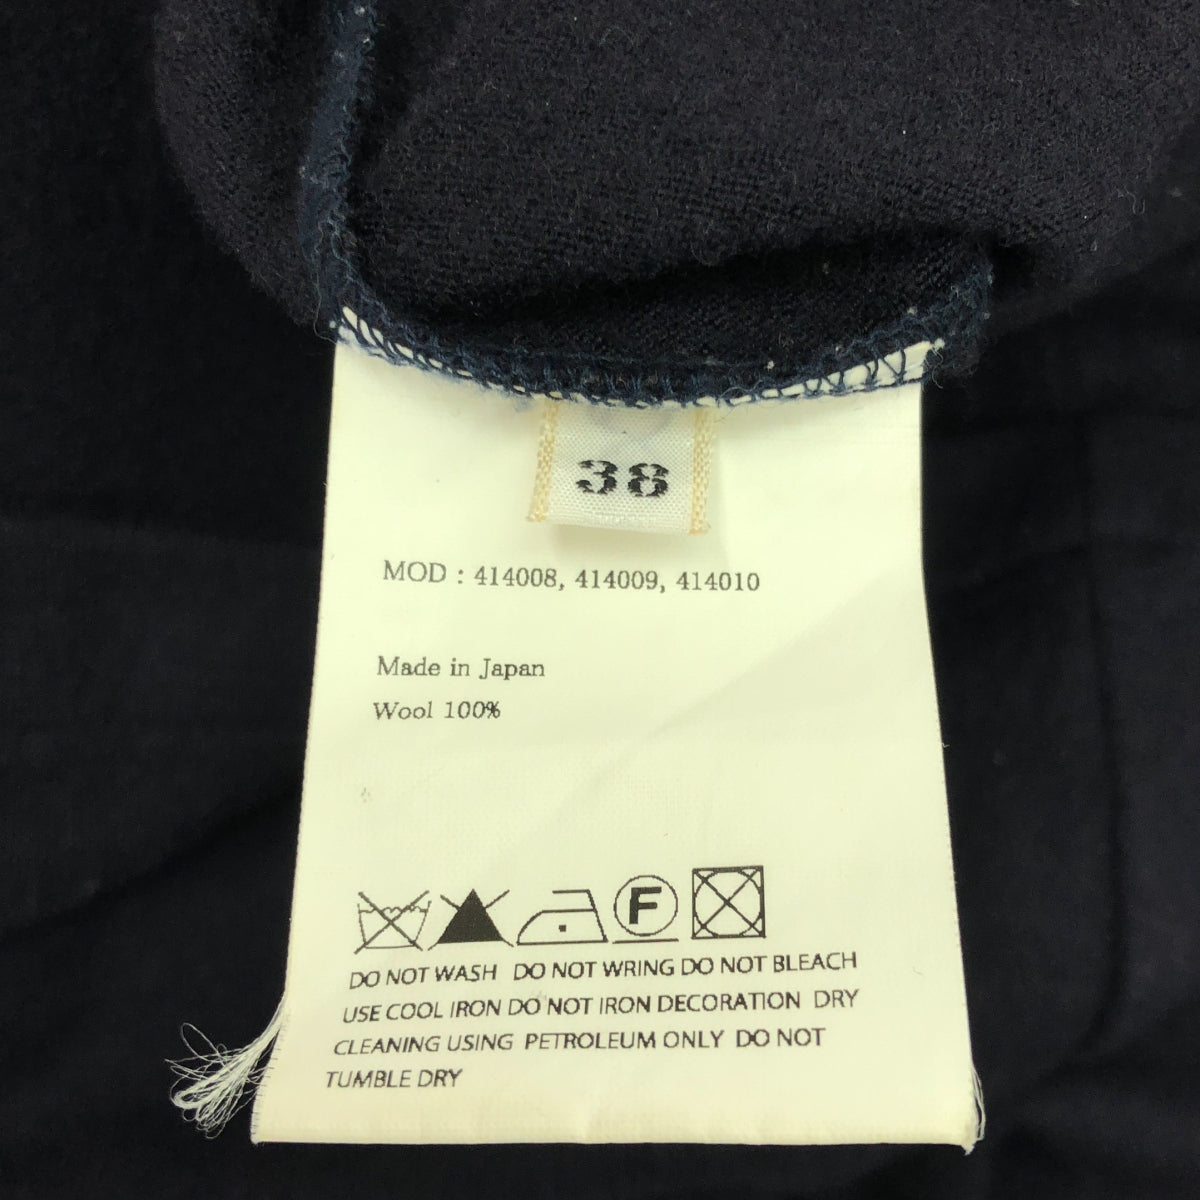 38
MOD : 414008, 414009, 414010
Made in Japan
Wool 100%
F
DO NOT WASH DO NOT WRING DO NOT BLEACH
USE COOL IRON DO NOT IRON DECORATION DRY
CLEANING USING PETROLEUM ONLY DO NOT
TUMBLE DRY